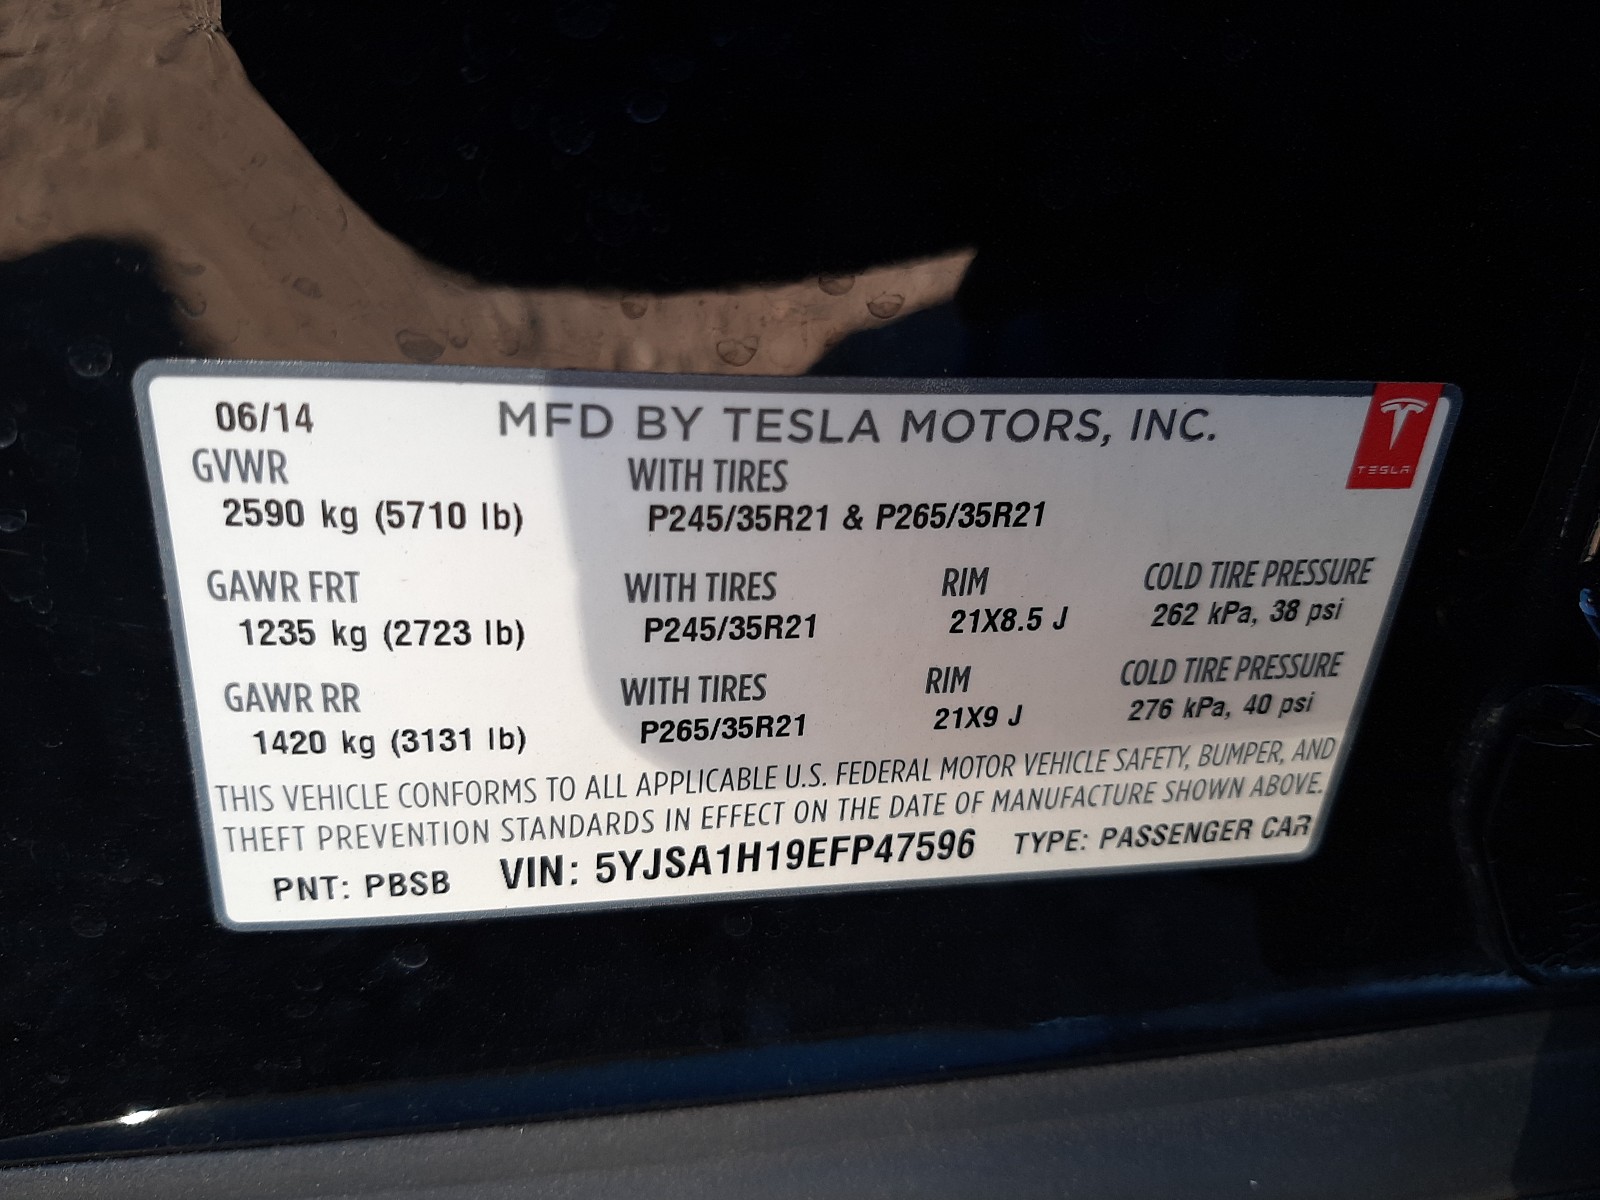 06/14 MFD BY TESLA MOTORS, INC.
TESLA
GVWR WITH TIRES
2590 kg (5710 lb) P245/35R21 & P265/35R21
GAWR FRT WITH TIRES RIM COLD TIRE PRESSURE
1235 kg (2723 lb) P245/35R21 21X8.5 J 262 kPa, 38 psi
GAWR RR WITH TIRES RIM COLD TIRE PRESSURE
1420 kg (3131 lb) P265/35R21 21X9 J 276 kPa, 40 psi
THIS VEHICLE CONFORMS TO ALL APPLICABLE U.S. FEDERAL MOTOR VEHICLE SAFETY, BUMPER, AND
THEFT PREVENTION STANDARDS IN EFFECT ON THE DATE OF MANUFACTURE SHOWN ABOVE.
PNT: PBSB VIN: 5YJSA1H19EFP47596 TYPE: PASSENGER CAR